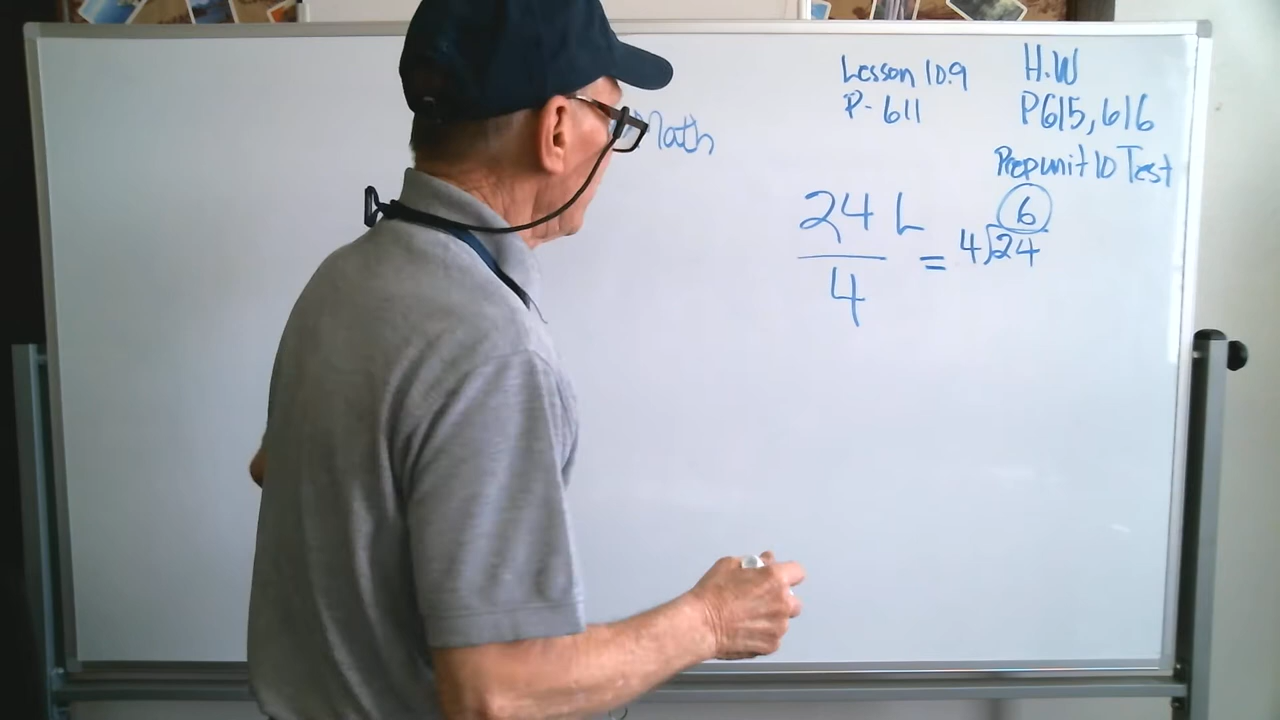 Math
Lesson 10.9
P-611
H.W
P615,616
Prep unit 10 Test
24 L
4
=
6
4)24